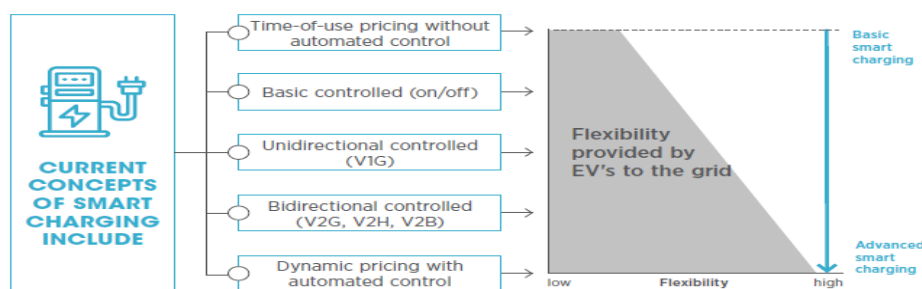 CURRENT
CONCEPTS
OF SMART
CHARGING
INCLUDE
Time-of-use pricing without
automated control
Basic controlled (on/off)
Unidirectional controlled
(V1G)
Bidirectional controlled
(V2G, V2H, V2B)
Dynamic pricing with
automated control
Flexibility
provided by
EV's to the grid
low
Flexibility
high
Basic
smart
charging
Advanced
smart
charging